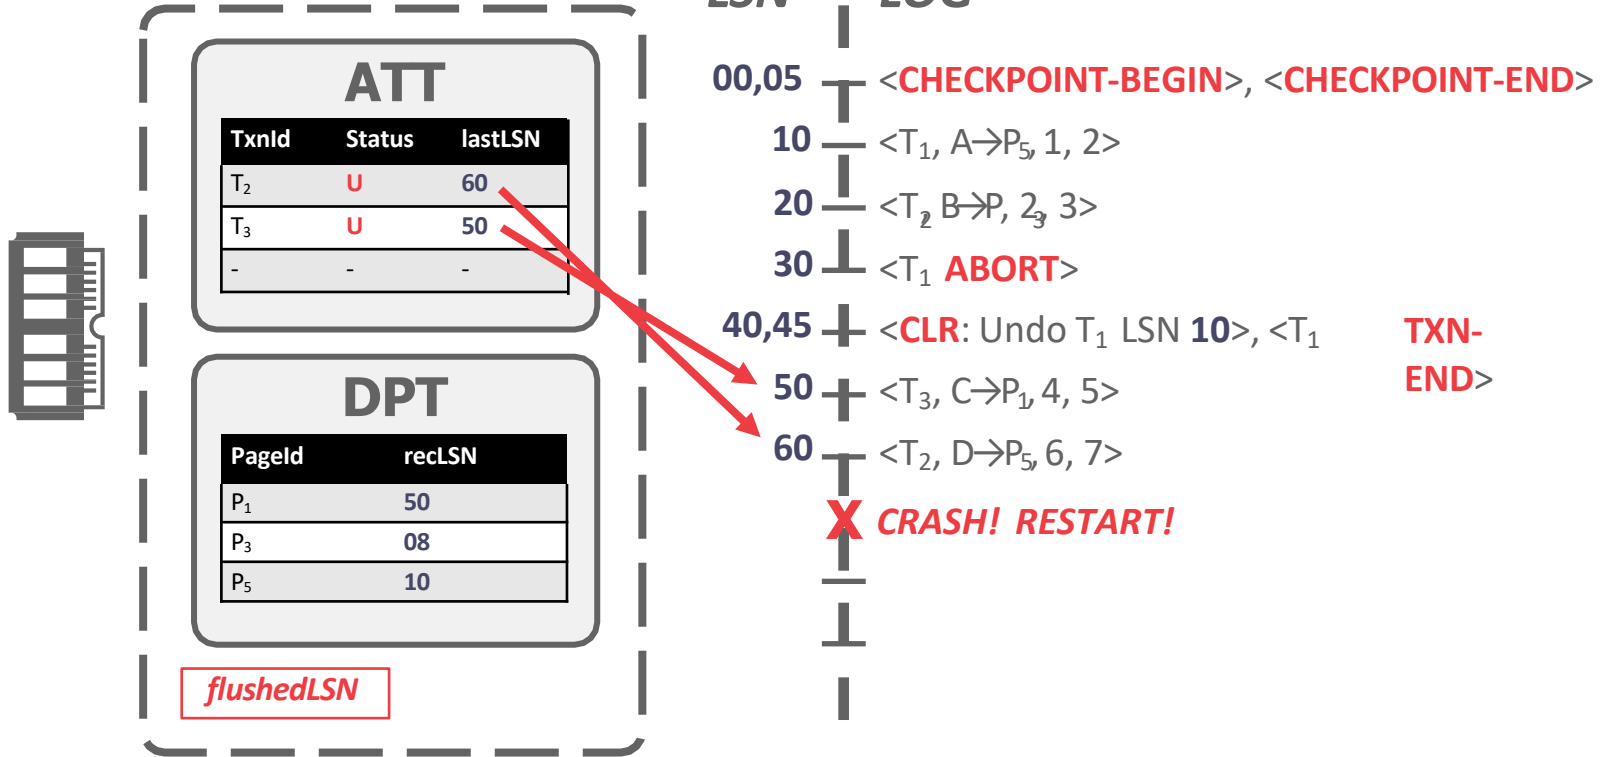 LSN LOG
ATT
TxnId Status lastLSN
T2 U 60
T3 U 50
- - -
DPT
PageId recLSN
P1 50
P3 08
P5 10
flushedLSN
00,05 <CHECKPOINT-BEGIN>, <CHECKPOINT-END>
10 <T1, A→P5, 1, 2>
20 <T2 B→P, 2,3 3>
30 <T1 ABORT>
40,45 <CLR: Undo T1 LSN 10>, <T1 TXN-
END>
50 <T3, C→P1, 4, 5>
60 <T2, D→P5, 6, 7>
X CRASH! RESTART!